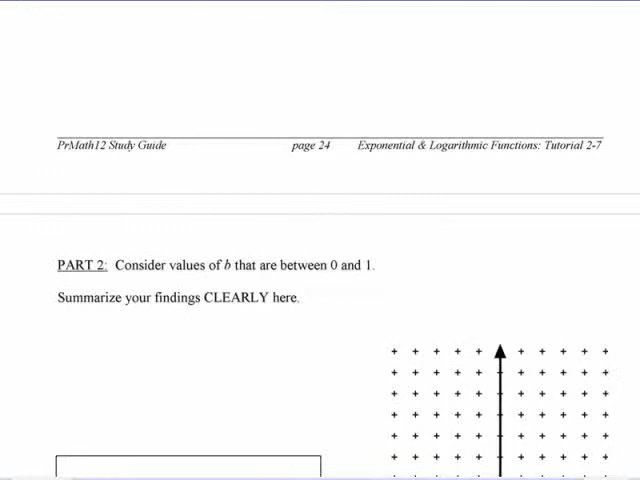 PrMath12 Study Guide page 24 Exponential & Logarithmic Functions: Tutorial 2-7
PART 2: Consider values of b that are between 0 and 1.
Summarize your findings CLEARLY here.